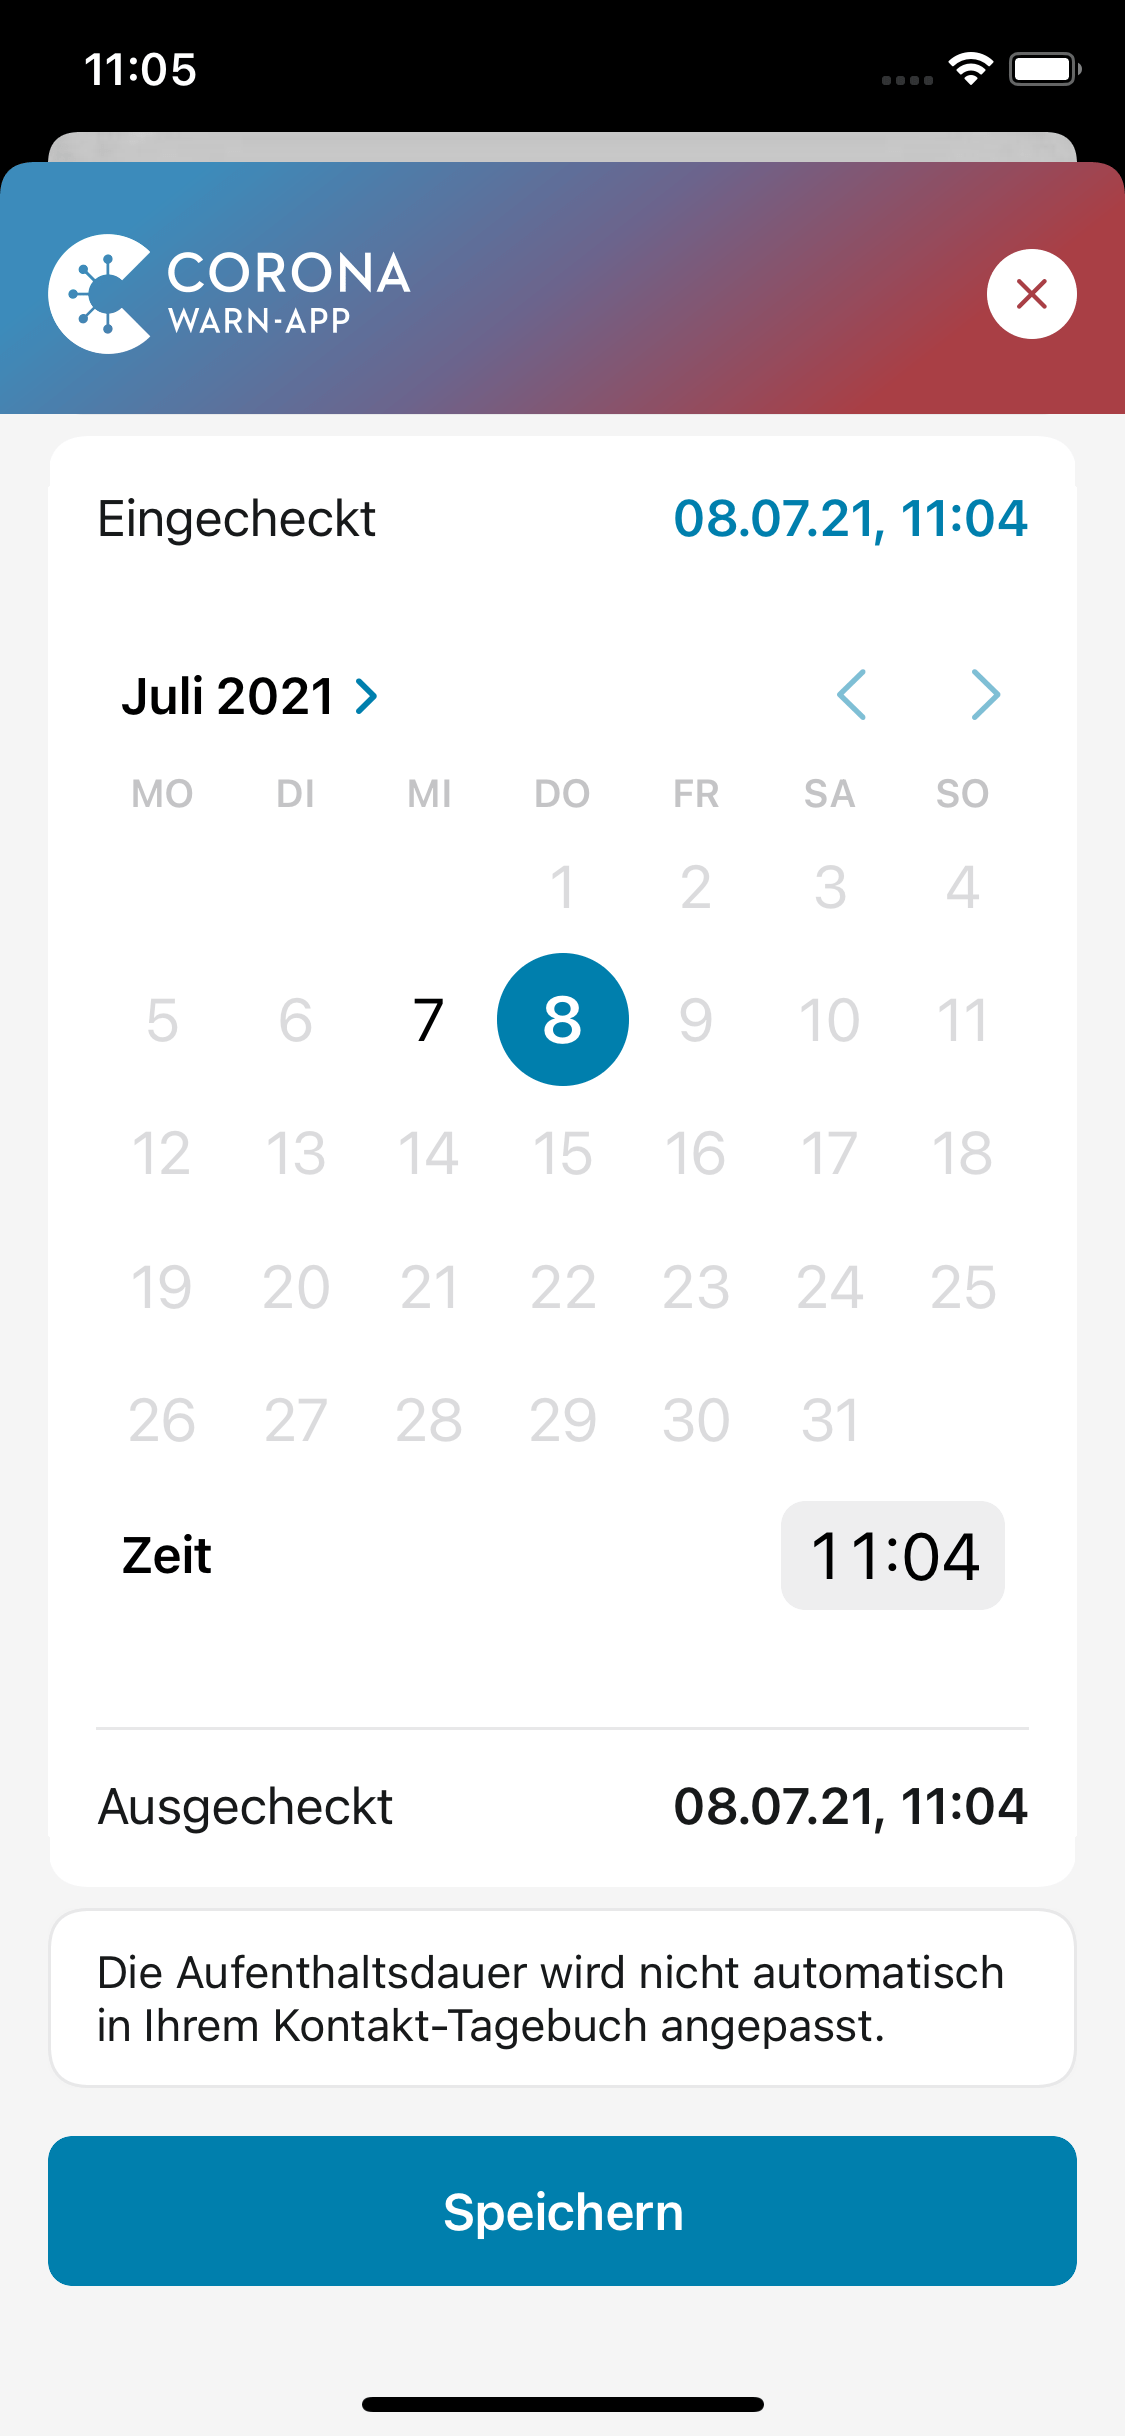 11:05
CORONA
WARN-APP
Eingecheckt 08.07.21, 11:04
Juli 2021
MO DI MI DO FR SA SO
1 2 3 4
5 6 7 8 9 10 11
12 13 14 15 16 17 18
19 20 21 22 23 24 25
26 27 28 29 30 31
Zeit 11:04
Ausgecheckt 08.07.21, 11:04
Die Aufenthaltsdauer wird nicht automatisch
in Ihrem Kontakt-Tagebuch angepasst.
Speichern